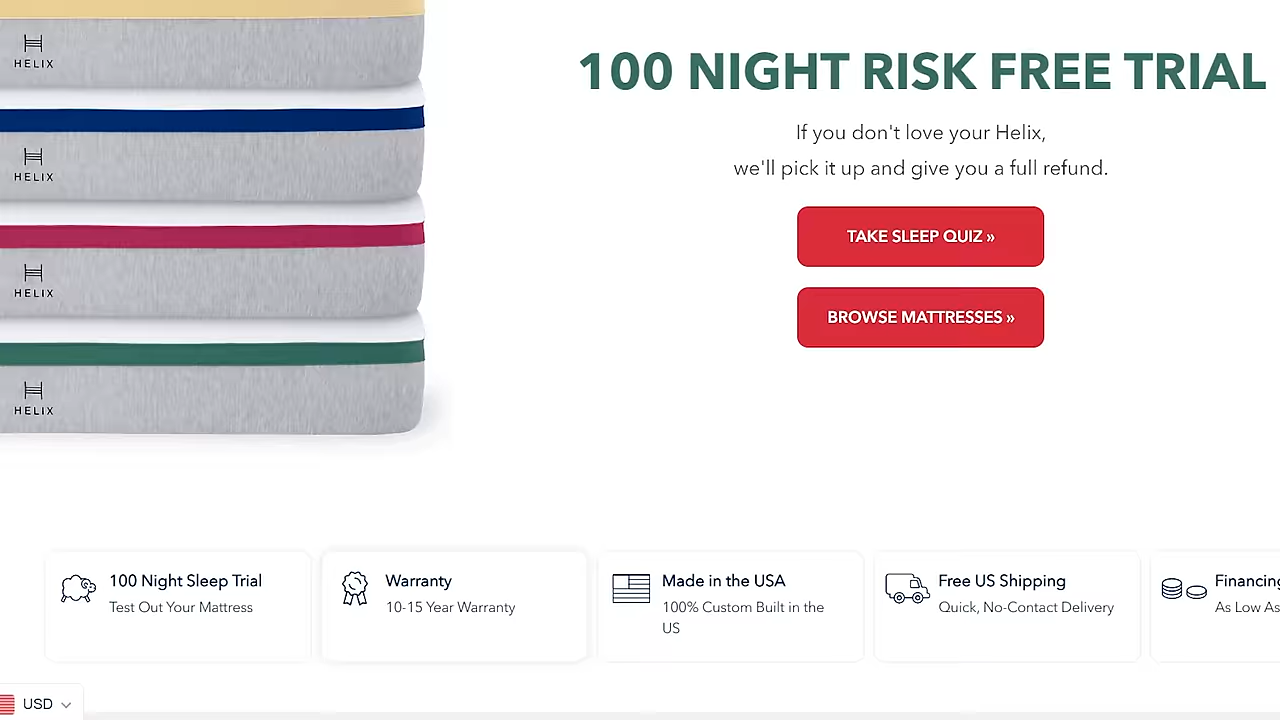 HELIX
HELIX
HELIX
HELIX
100 NIGHT RISK FREE TRIAL
If you don't love your Helix,
we'll pick it up and give you a full refund.
TAKE SLEEP QUIZ »
BROWSE MATTRESSES »
100 Night Sleep Trial
Test Out Your Mattress
Warranty
10-15 Year Warranty
Made in the USA
100% Custom Built in the
US
Free US Shipping
Quick, No-Contact Delivery
Financing
As Low As
USD